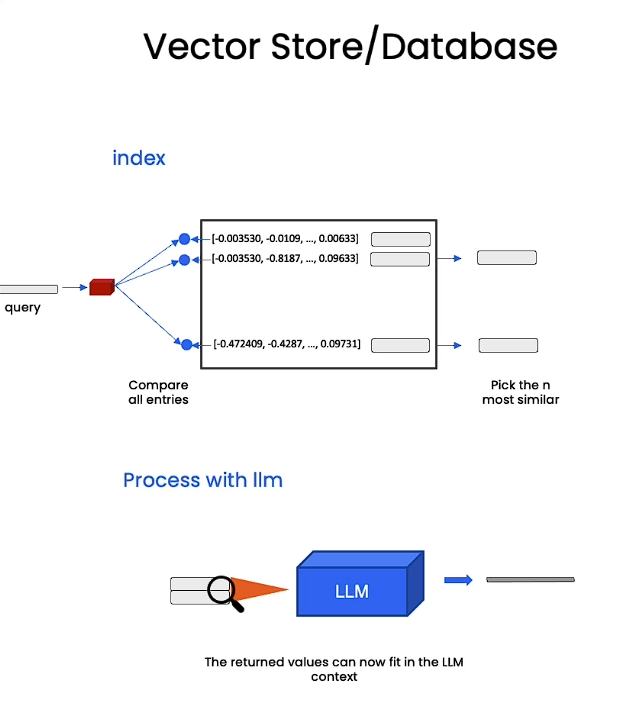 Vector Store/Database
index
[-0.003530, -0.0109, ..., 0.00633]
[-0.003530, -0.8187, ..., 0.09633]
query
[-0.472409, -0.4287, ..., 0.09731]
Compare
all entries
Pick the n
most similar
Process with llm
LLM
The returned values can now fit in the LLM
context